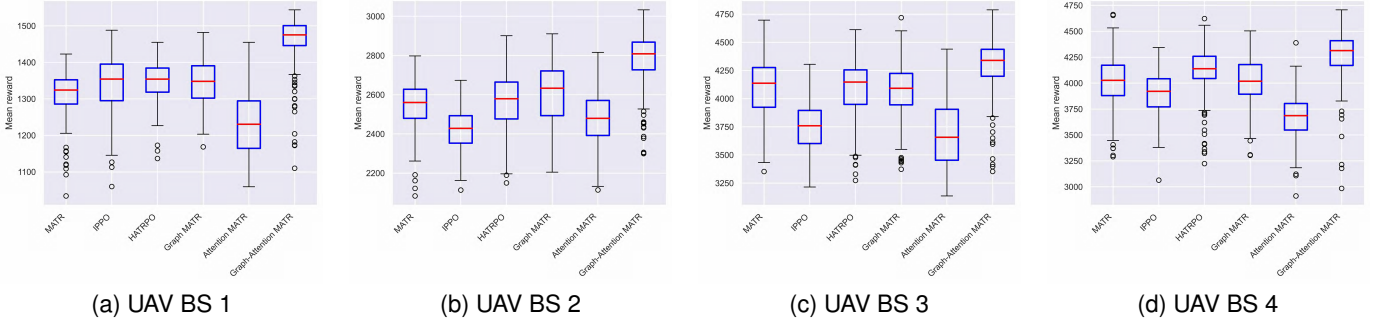 Mean reward
1500
1400
1300
1200
1100
MATR
IPPO
HATRPO
Graph MATR
Attention MATR
Graph-Attention MATR
(a) UAV BS 1
Mean reward
3000
2800
2600
2400
2200
MATR
IPPO
HATRPO
Graph MATR
Attention MATR
Graph-Attention MATR
(b) UAV BS 2
Mean reward
4750
4500
4250
4000
3750
3500
3250
MATR
IPPO
HATRPO
Graph MATR
Attention MATR
Graph-Attention MATR
(c) UAV BS 3
Mean reward
4750
4500
4250
4000
3750
3500
3250
3000
MATR
IPPO
HATRPO
Graph MATR
Attention MATR
Graph-Attention MATR
(d) UAV BS 4